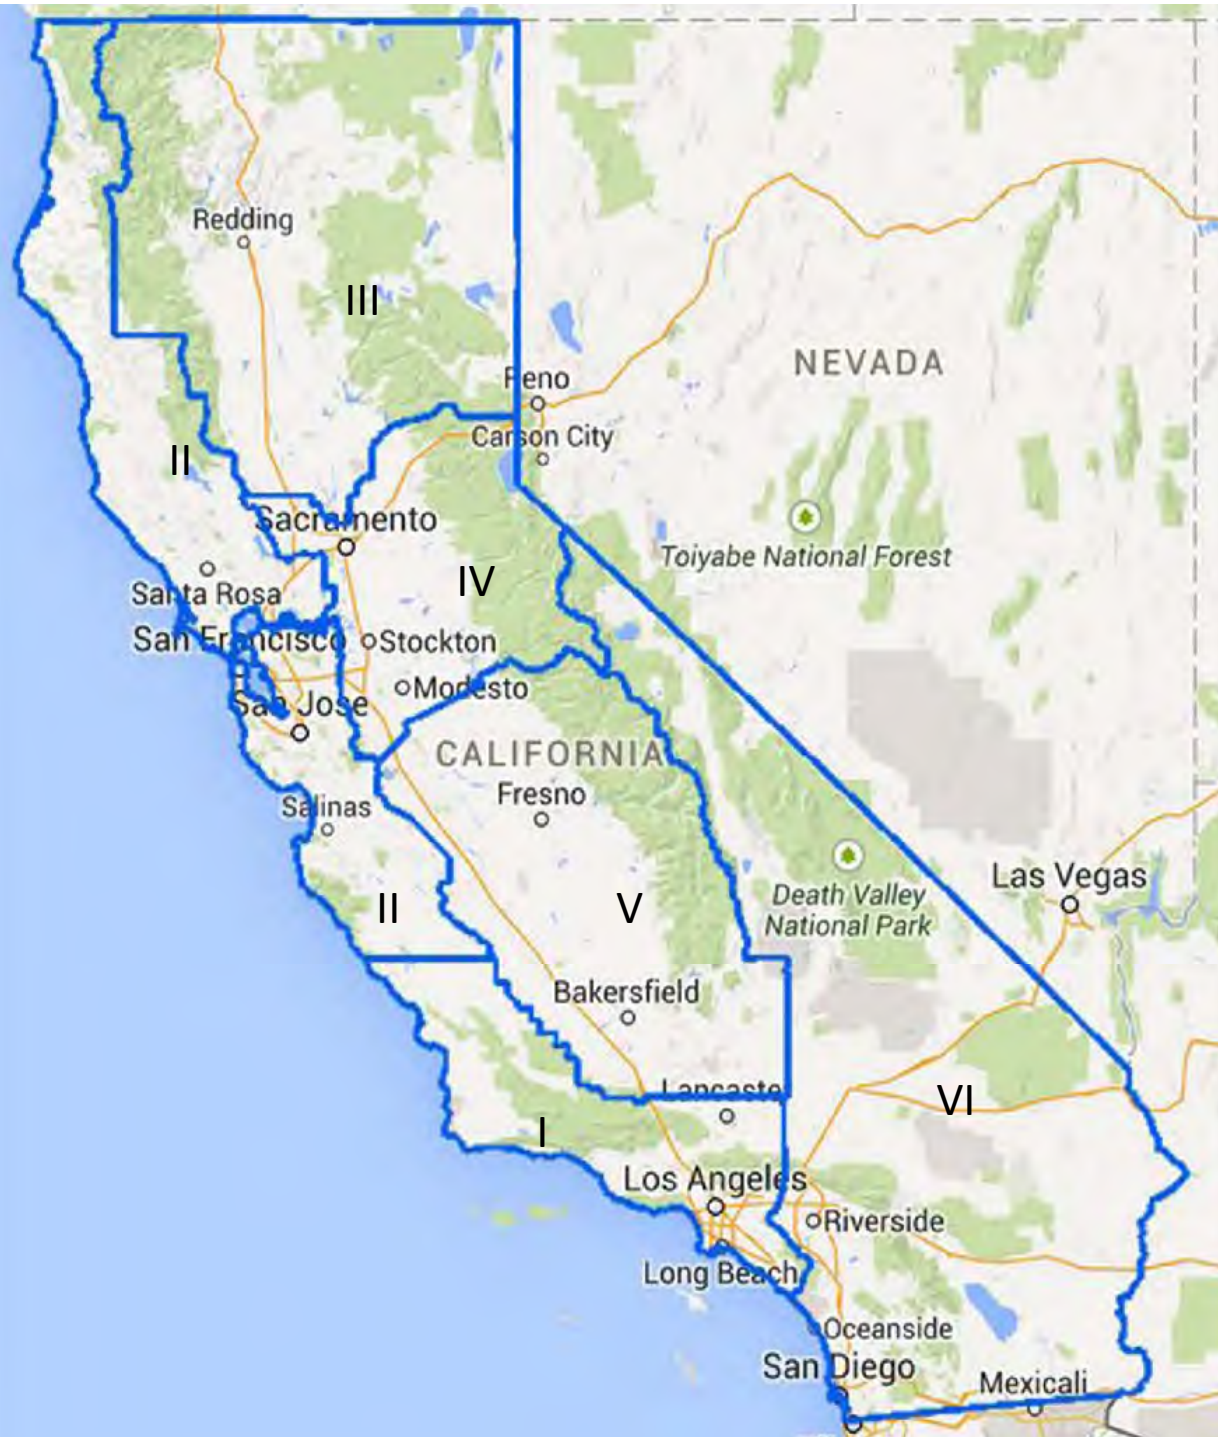 Redding
III
Reno
NEVADA
Carson City
II
Sacramento
Toiyabe National Forest
IV
Santa Rosa
San Francisco
Stockton
Modesto
San Jose
CALIFORNIA
Fresno
Salinas
Las Vegas
Death Valley
National Park
II
V
Bakersfield
Lancaste
VI
I
Los Angeles
Riverside
Long Beach
Oceanside
San Diego
Mexicali